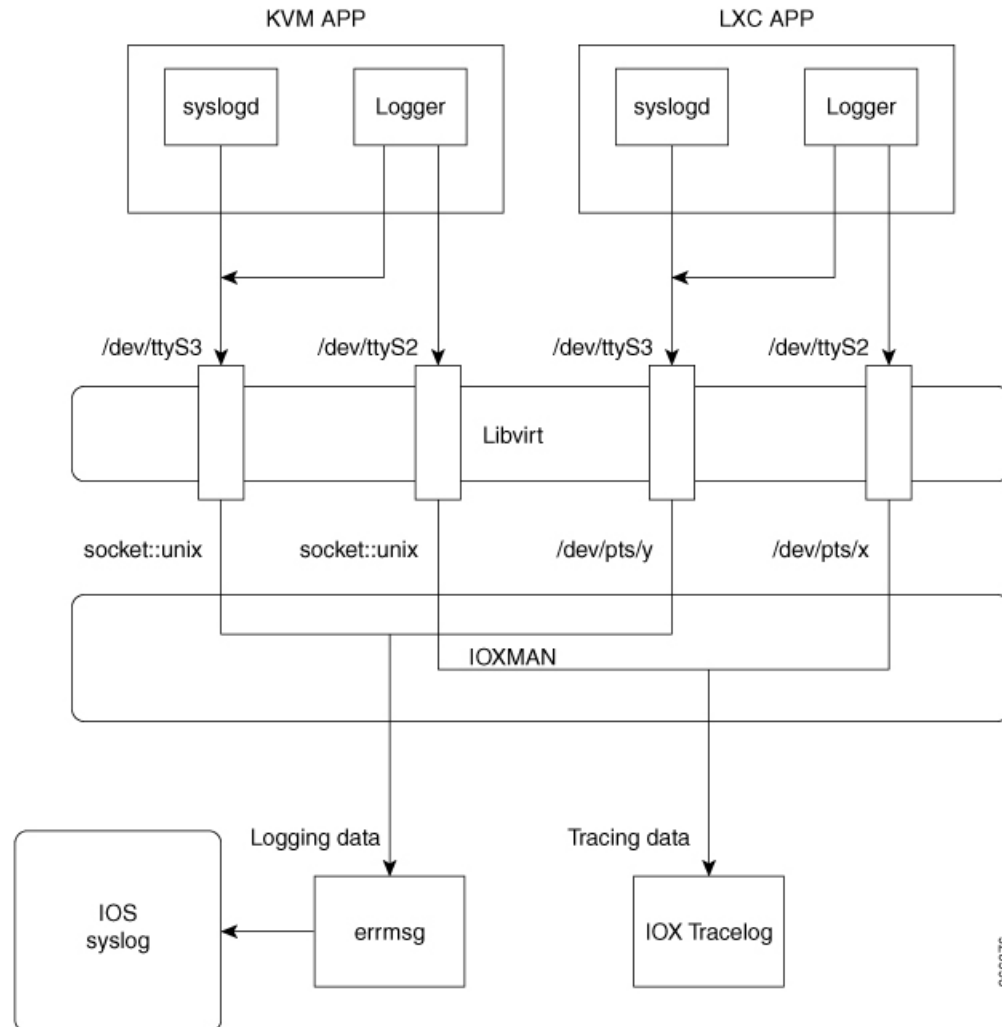 KVM APP
LXC APP
syslogd
Logger
syslogd
Logger
/dev/ttyS3
/dev/ttyS2
/dev/ttyS3
/dev/ttyS2
Libvirt
socket::unix
socket::unix
/dev/pts/y
/dev/pts/x
IOXMAN
Logging data
Tracing data
IOS
syslog
errmsg
IOX Tracelog